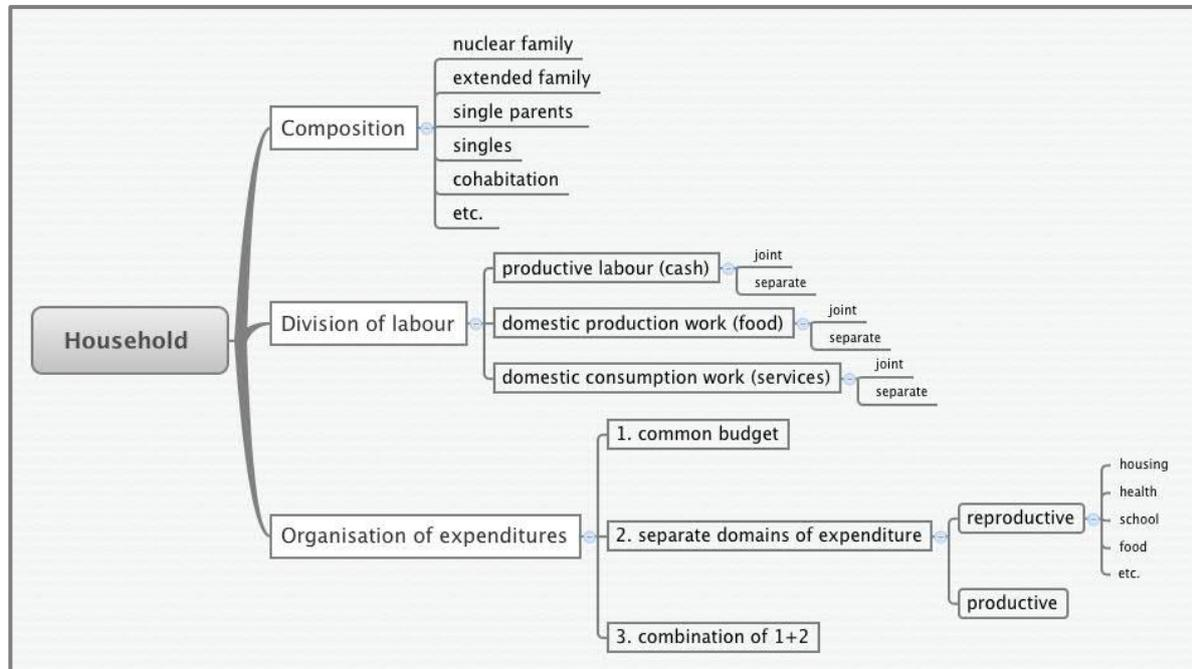 Household
Composition
nuclear family
extended family
single parents
singles
cohabitation
etc.
Division of labour
productive labour (cash)
joint
separate
domestic production work (food)
joint
separate
domestic consumption work (services)
joint
separate
Organisation of expenditures
1. common budget
2. separate domains of expenditure
reproductive
housing
health
school
food
etc.
productive
3. combination of 1+2